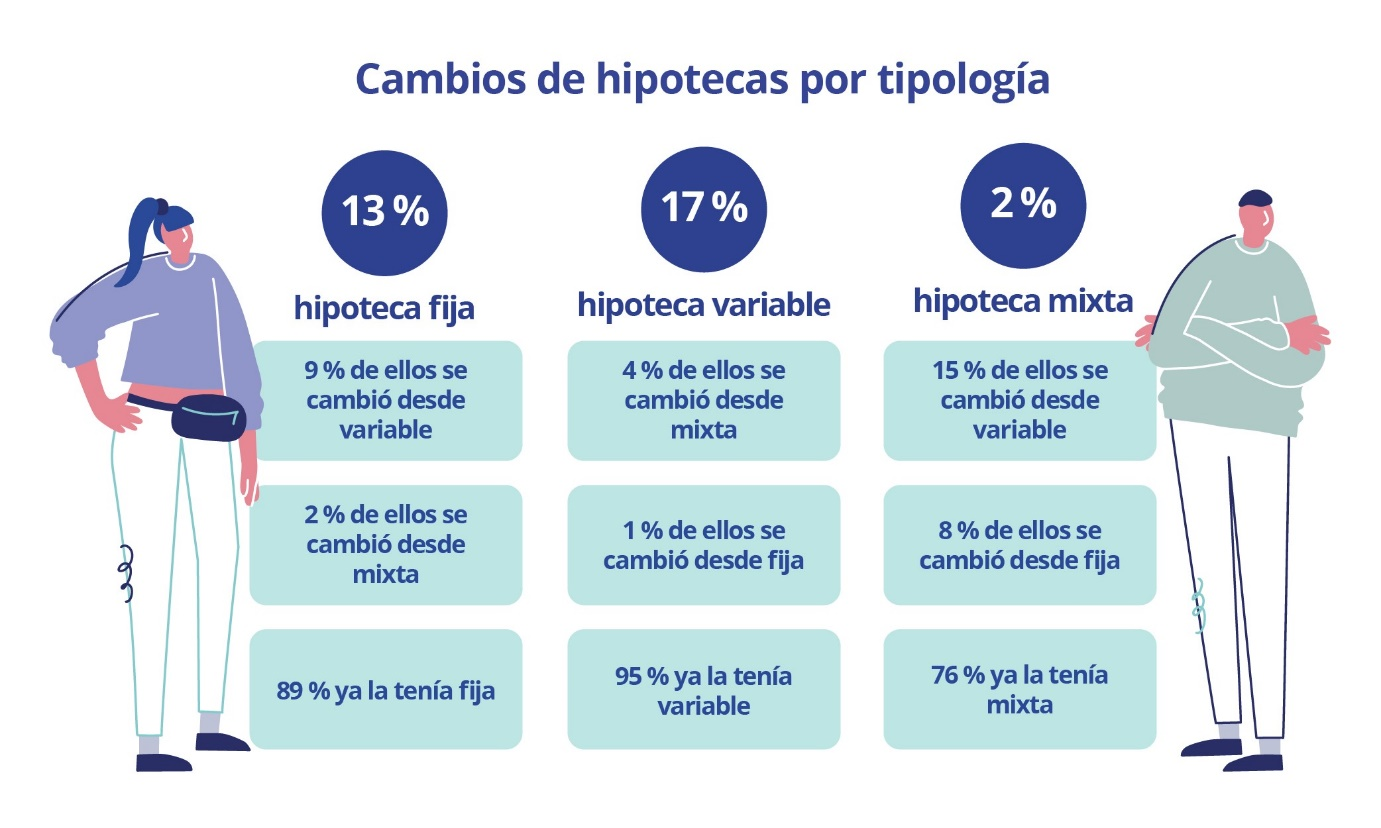 Cambios de hipotecas por tipología
13 %
hipoteca fija
9 % de ellos se
cambió desde
variable
2 % de ellos se
cambió desde
mixta
89 % ya la tenía fija
17 %
hipoteca variable
4 % de ellos se
cambió desde
mixta
1 % de ellos se
cambió desde fija
95 % ya la tenía
variable
2 %
hipoteca mixta
15 % de ellos se
cambió desde
variable
8 % de ellos se
cambió desde fija
76 % ya la tenía
mixta